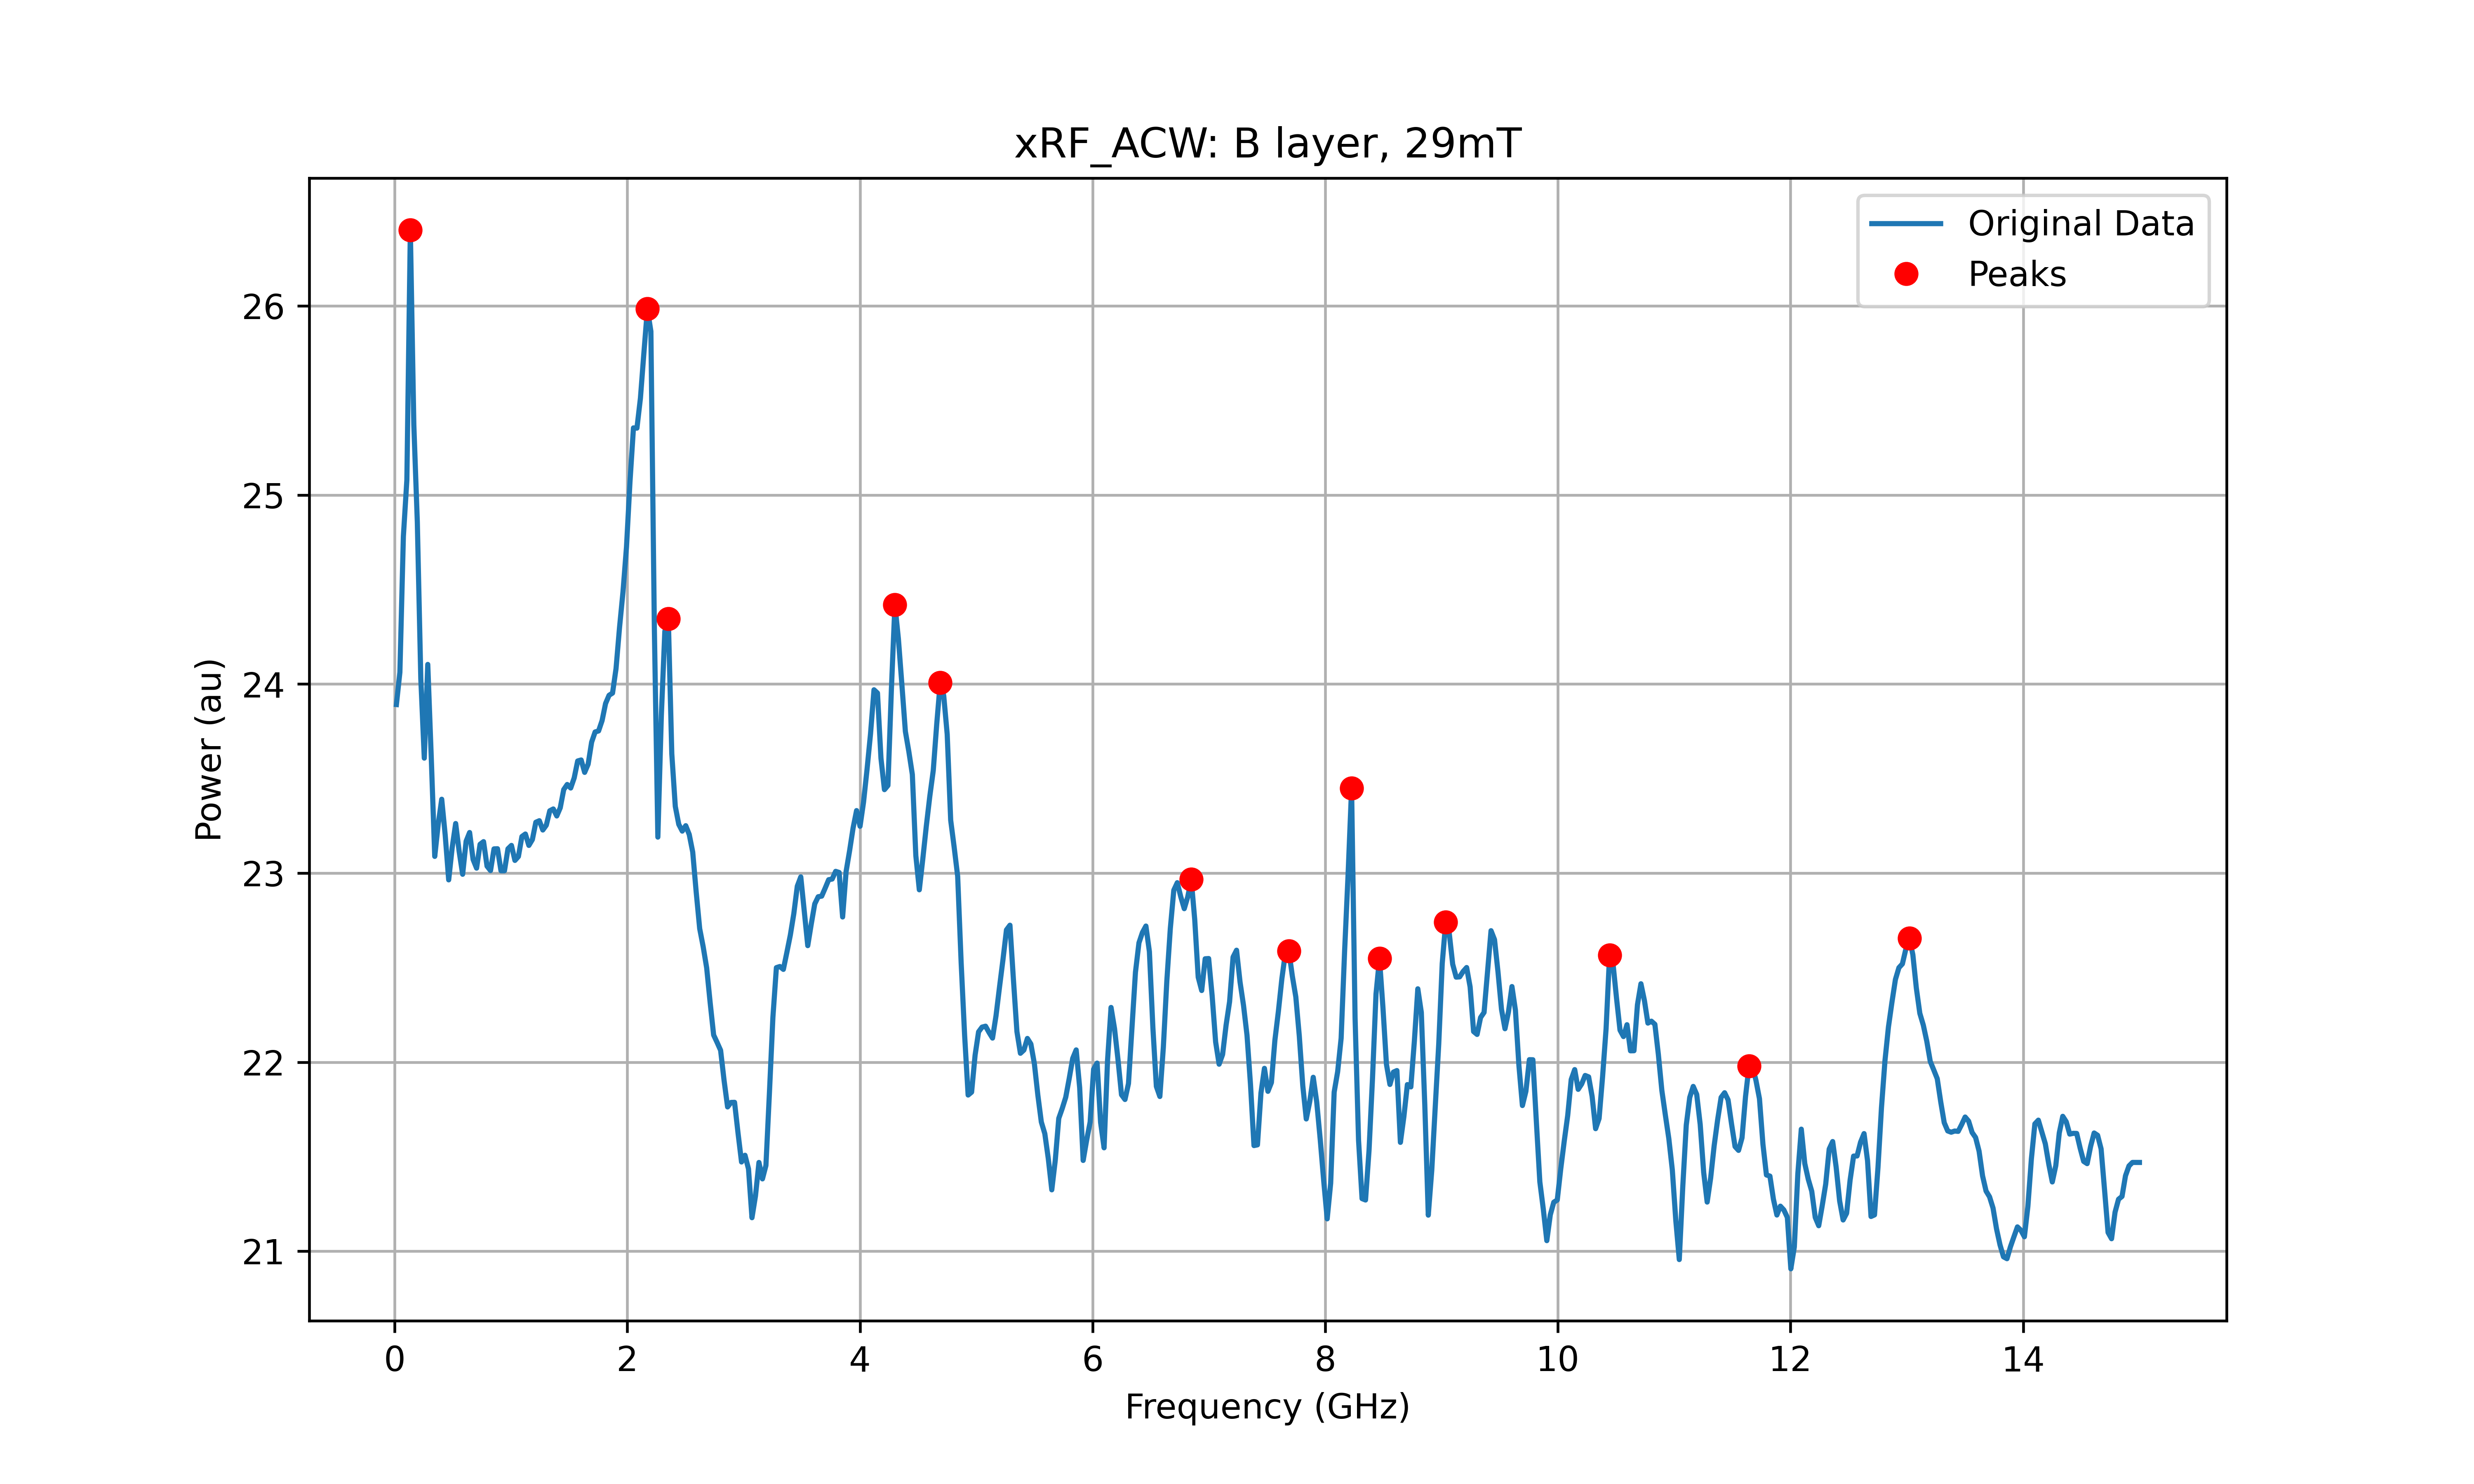 xRF_ACW: B layer, 29mT
Original Data
Peaks
Power (au)
26
25
24
23
22
21
0 2 4 6 8 10 12 14
Frequency (GHz)